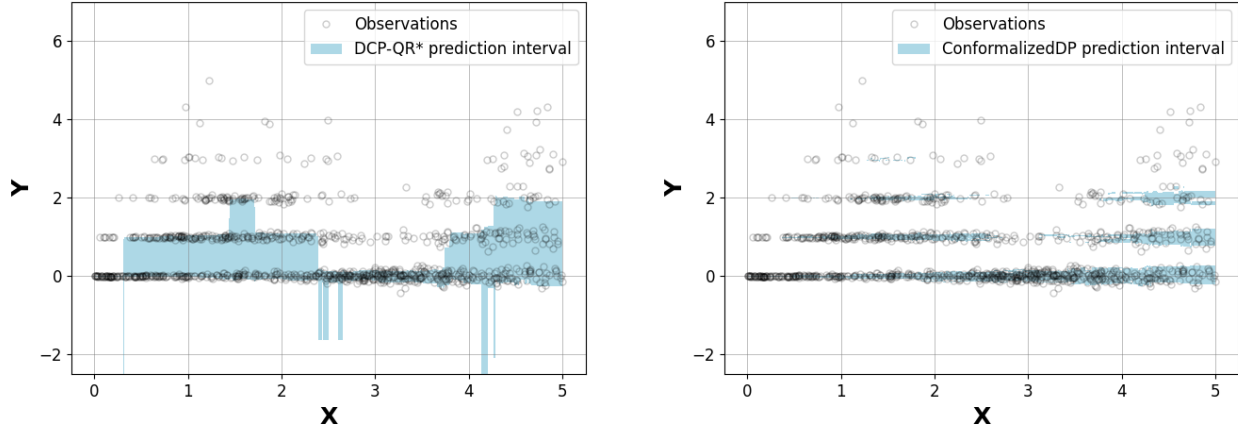 Observations
DCP-QR* prediction interval
6
4
2
0
−2
Y
0 1 2 3 4 5
X
Observations
ConformalizedDP prediction interval
6
4
2
0
−2
Y
0 1 2 3 4 5
X